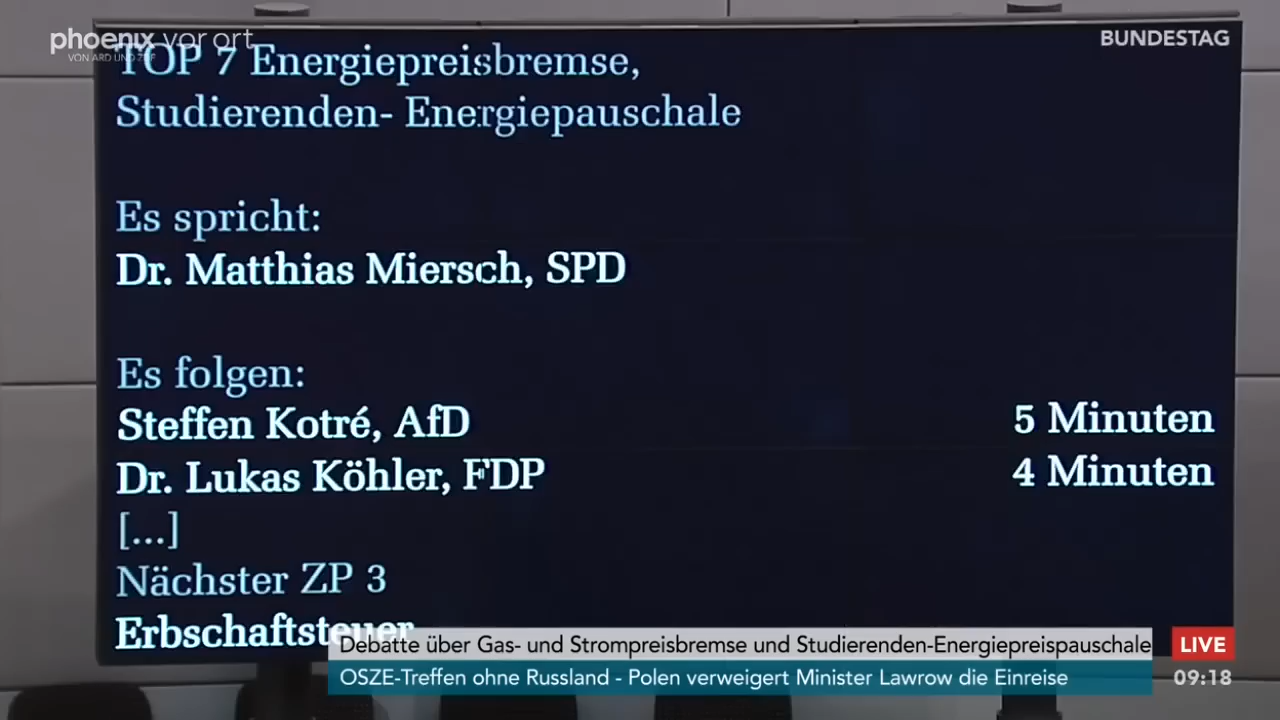 phoenix vor ort
VON ARD UND ZDF
BUNDESTAG
TOP 7 Energiepreisbremse,
Studierenden- Energiepauschale
Es spricht:
Dr. Matthias Miersch, SPD
Es folgen:
Steffen Kotré, AfD 5 Minuten
Dr. Lukas Köhler, FDP 4 Minuten
[...]
Nächster ZP 3
Erbschaftsteuer
Debatte über Gas- und Strompreisbremse und Studierenden-Energiepreispauschale
LIVE
OSZE-Treffen ohne Russland - Polen verweigert Minister Lawrow die Einreise
09:18